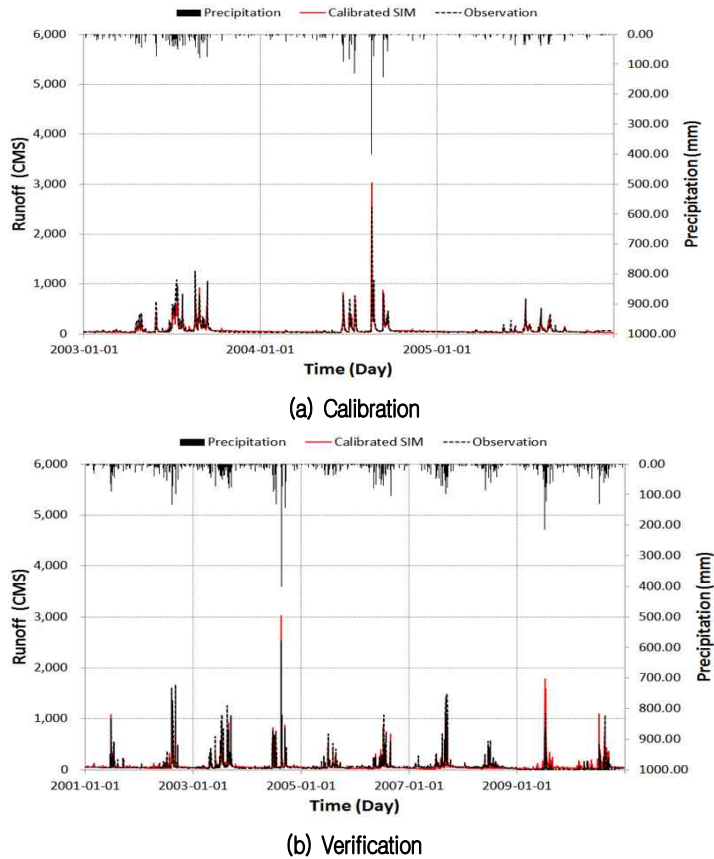 Precipitation Calibrated SIM Observation
6,000 0.00
5,000 100.00
4,000 200.00
3,000 300.00
2,000 400.00
1,000 500.00
0 600.00
700.00
800.00
900.00
1000.00
Runoff (CMS)
Precipitation (mm)
2003-01-01 2004-01-01 2005-01-01
Time (Day)
(a) Calibration
Precipitation Calibrated SIM Observation
6,000 0.00
5,000 100.00
4,000 200.00
3,000 300.00
2,000 400.00
1,000 500.00
0 600.00
700.00
800.00
900.00
1000.00
Runoff (CMS)
Precipitation (mm)
2001-01-01 2003-01-01 2005-01-01 2007-01-01 2009-01-01
Time (Day)
(b) Verification